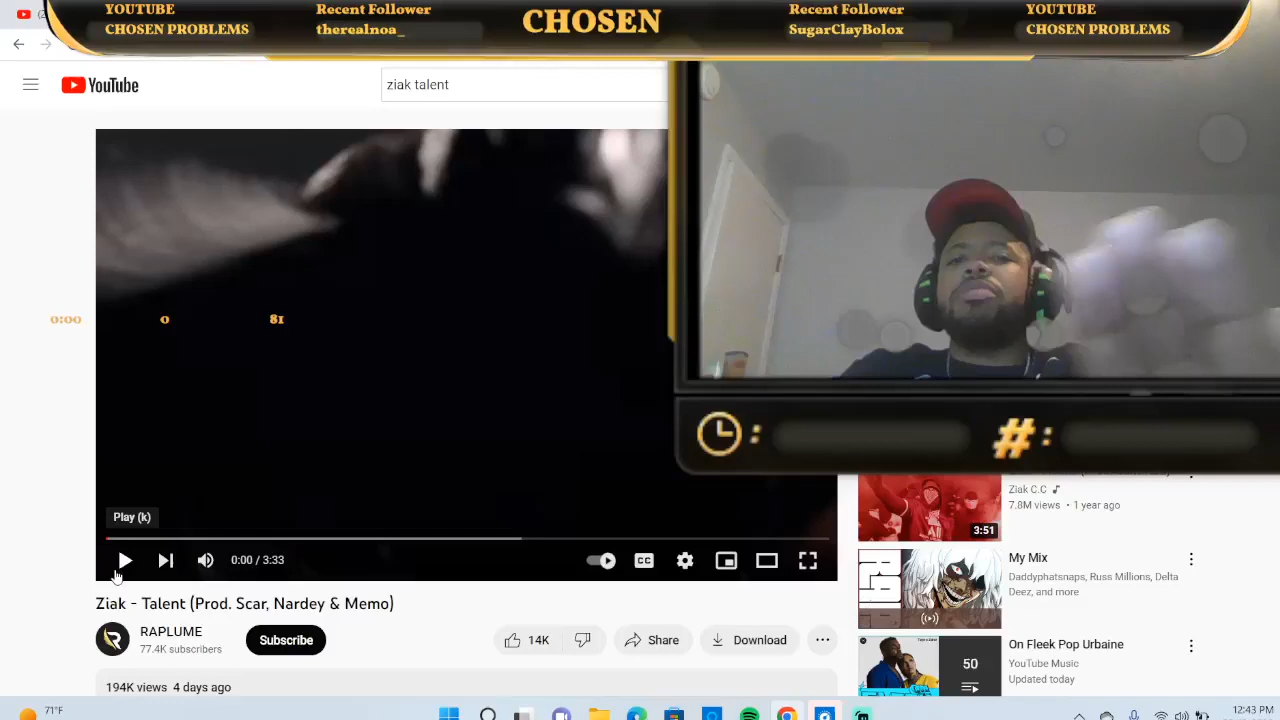 YOUTUBE
CHOSEN PROBLEMS
Recent Follower
therealnoa_
CHOSEN
Recent Follower
SugarClayBolox
YOUTUBE
CHOSEN PROBLEMS
YouTube
ziak talent
0:00
0
81
:
# :
Play (k)
0:00 / 3:33
CC
Ziak - Talent (Prod. Scar, Nardey & Memo)
RAPLUME
77.4K subscribers
Subscribe
14K
Share
Download
194K views 4 days ago
Ziak C.C
7.8M views • 1 year ago
3:51
My Mix
Daddyphatsnaps, Russ Millions, Delta
Deez, and more
On Fleek Pop Urbaine
YouTube Music
Updated today
50
71°F
12:43 PM